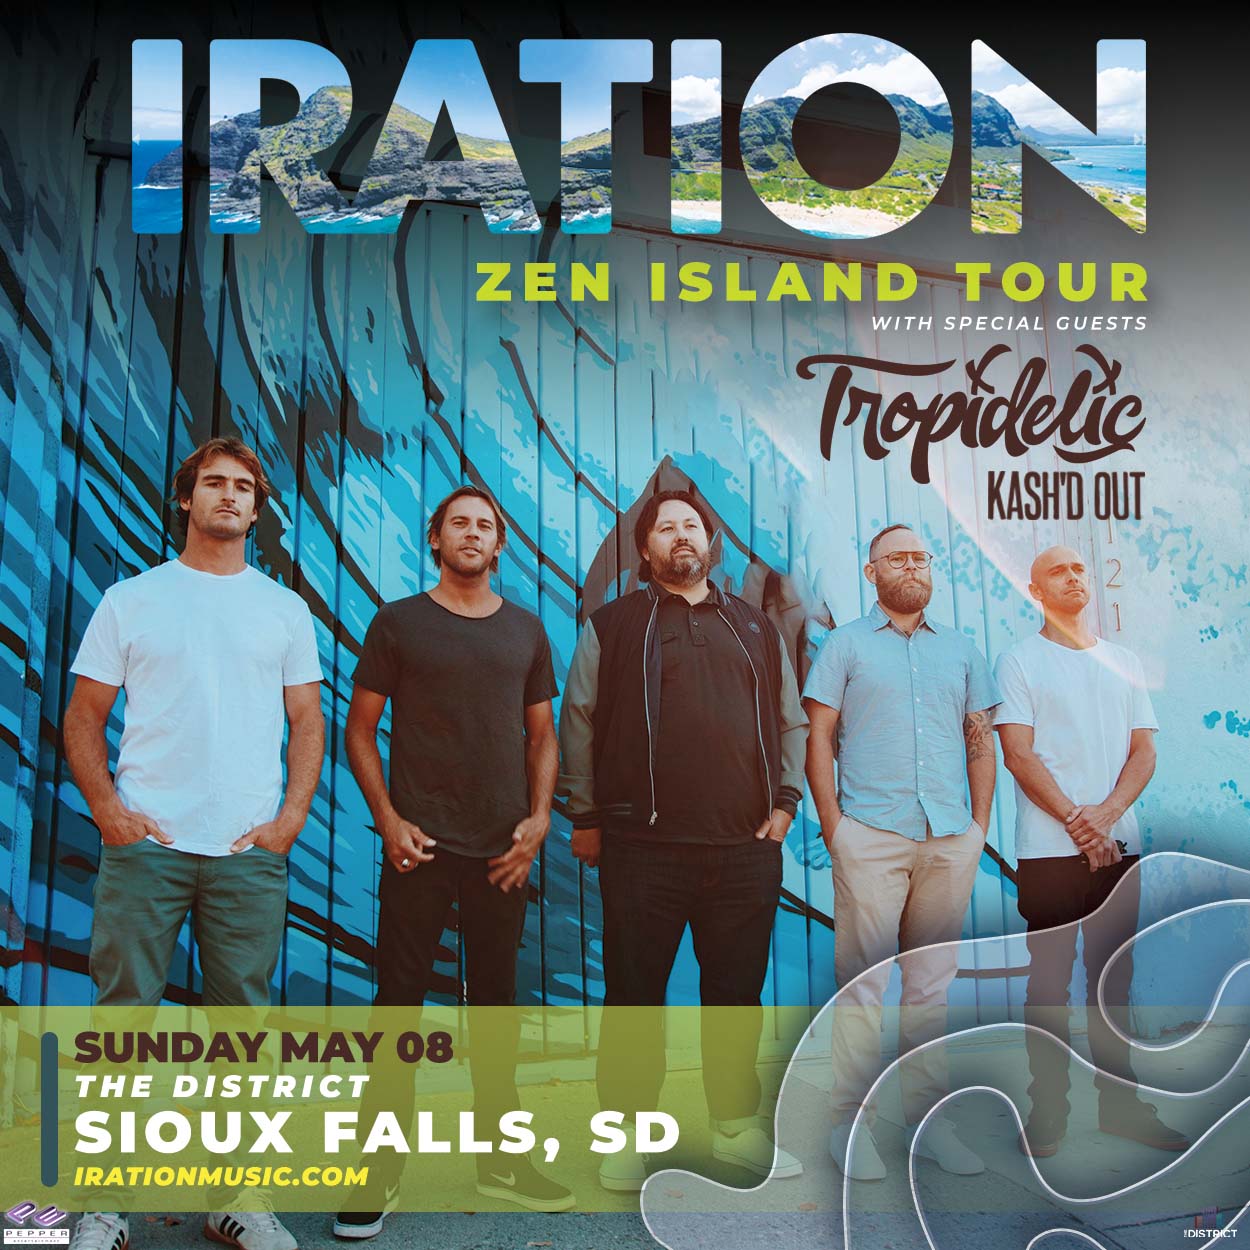 IRATION
ZEN ISLAND TOUR
WITH SPECIAL GUESTS
Tropidelic
KASH'D OUT
121
SUNDAY MAY 08
THE DISTRICT
SIOUX FALLS, SD
IRATIONMUSIC.COM
PEPPER
entertainment
THE DISTRICT